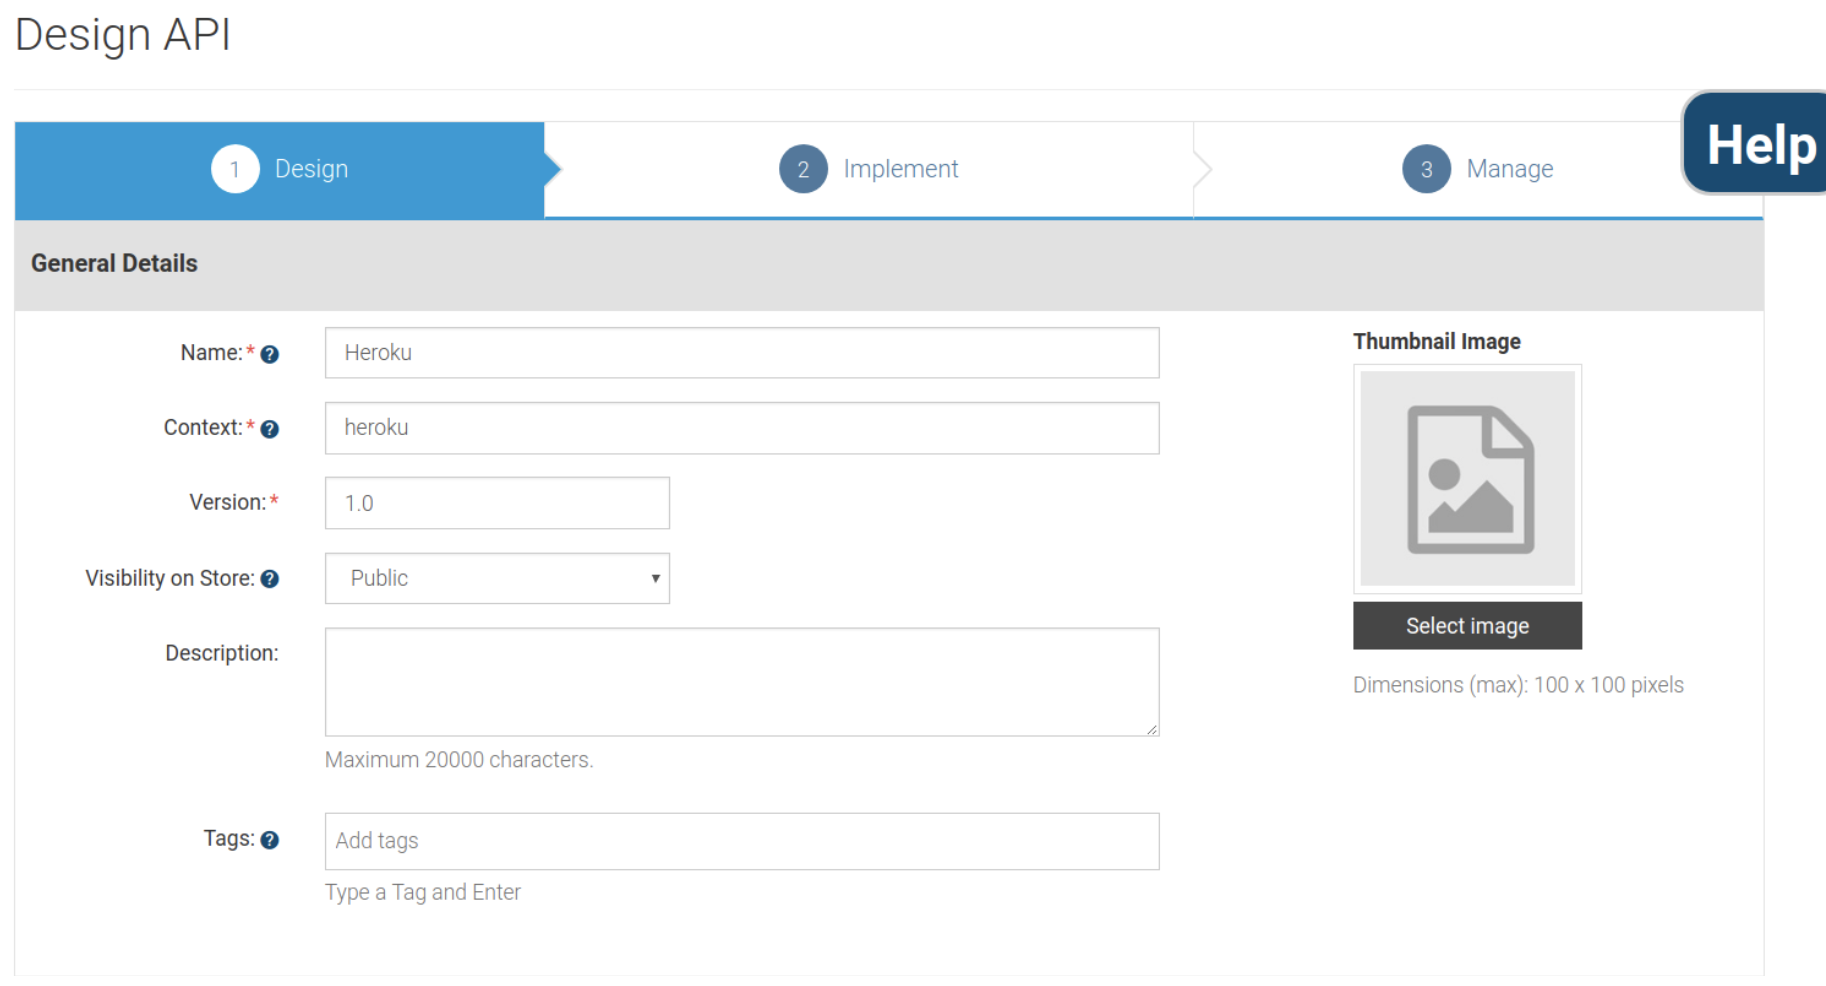 Design API
Help
1 Design
2 Implement
3 Manage
General Details
Name:* ?
Heroku
Context:* ?
heroku
Version:*
1.0
Visibility on Store: ?
Public
Description:
Maximum 20000 characters.
Tags: ?
Add tags
Type a Tag and Enter
Thumbnail Image
Select image
Dimensions (max): 100 x 100 pixels